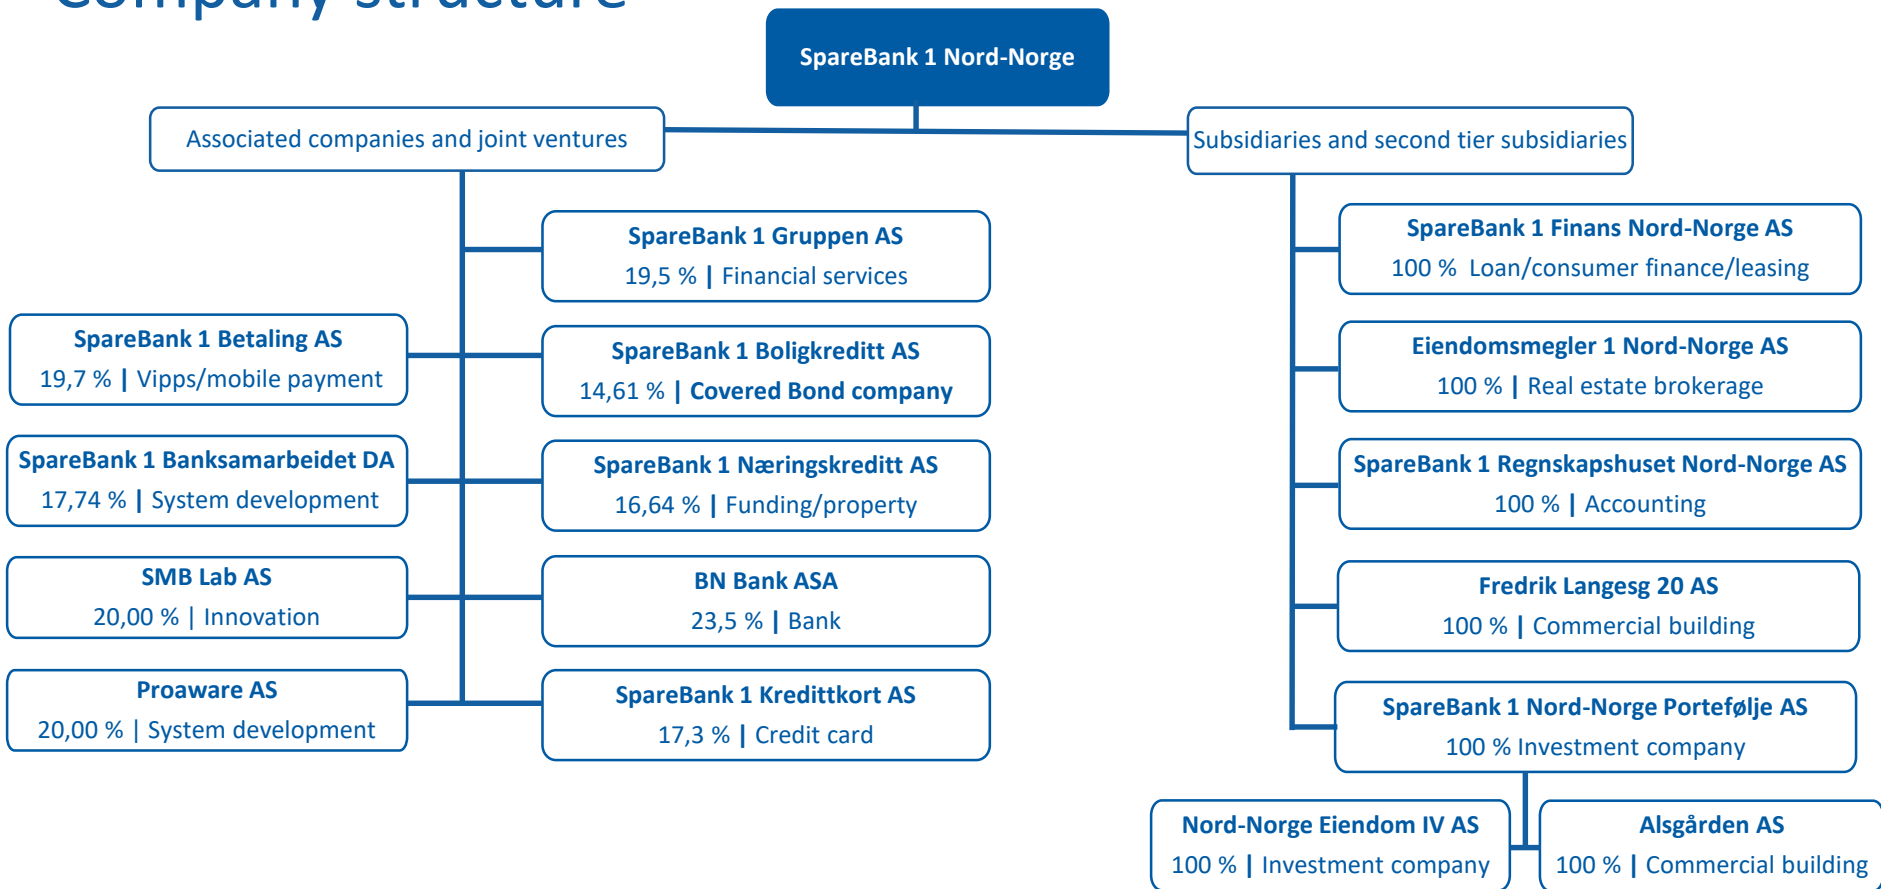 Company structure
SpareBank 1 Nord-Norge
Associated companies and joint ventures
Subsidiaries and second tier subsidiaries
SpareBank 1 Gruppen AS
19,5 % | Financial services
SpareBank 1 Betaling AS
19,7 % | Vipps/mobile payment
SpareBank 1 Boligkreditt AS
14,61 % | Covered Bond company
SpareBank 1 Banksamarbeidet DA
17,74 % | System development
SpareBank 1 Næringskreditt AS
16,64 % | Funding/property
SMB Lab AS
20,00 % | Innovation
BN Bank ASA
23,5 % | Bank
Proaware AS
20,00 % | System development
SpareBank 1 Kredittkort AS
17,3 % | Credit card
SpareBank 1 Finans Nord-Norge AS
100 %  Loan/consumer finance/leasing
Eiendomsmegler 1 Nord-Norge AS
100 % | Real estate brokerage
SpareBank 1 Regnskapshuset Nord-Norge AS
100 % | Accounting
Fredrik Langesg 20 AS
100 % | Commercial building
SpareBank 1 Nord-Norge Portefølje AS
100 % Investment company
Nord-Norge Eiendom IV AS
100 % | Investment company
Alsgården AS
100 % | Commercial building